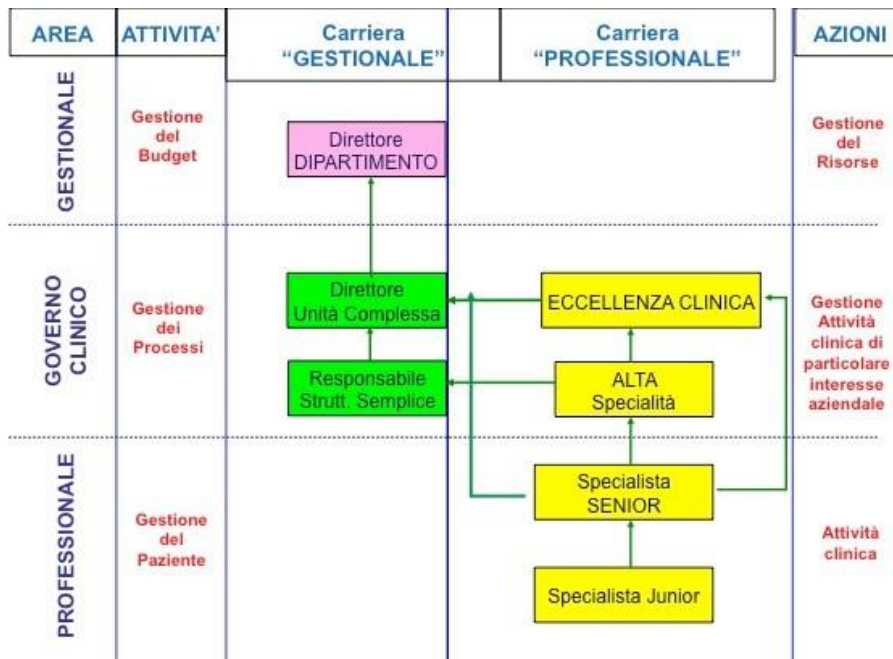 AREA
ATTIVITA’
Carriera
“GESTIONALE”
Carriera
“PROFESSIONALE”
AZIONI
GESTIONALE
Gestione
del
Budget
Direttore
DIPARTIMENTO
Gestione
del
Risorse
GOVERNO
CLINICO
Gestione
dei
Processi
Direttore
Unità Complessa
ECCELLENZA CLINICA
Responsabile
Strutt. Semplice
ALTA
Specialità
Gestione
Attività
clinica di
particolare
interesse
aziendale
PROFESSIONALE
Gestione
del
Paziente
Specialista
SENIOR
Specialista Junior
Attività
clinica